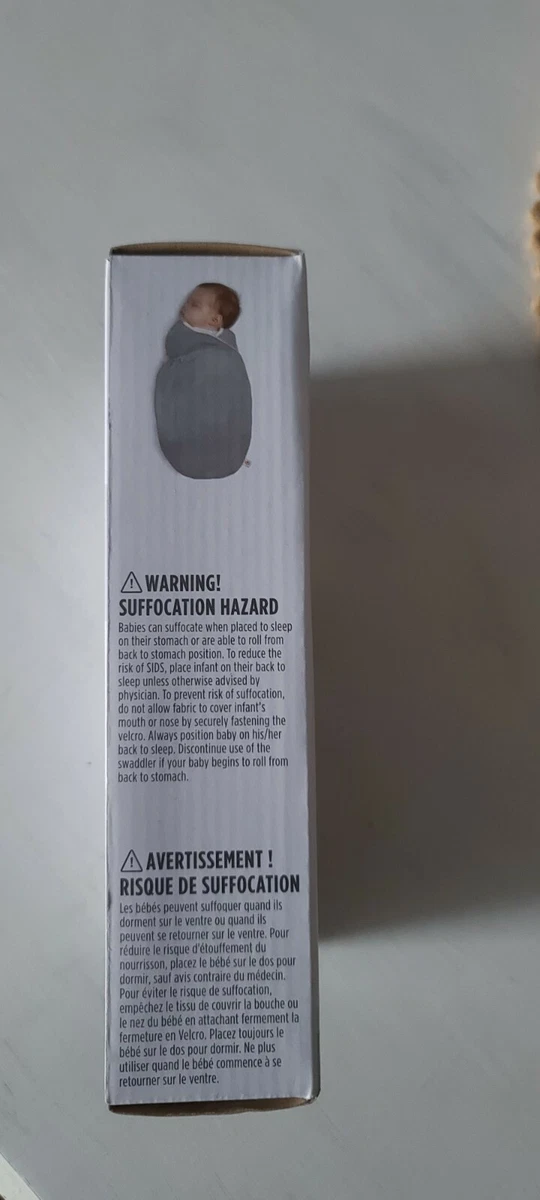 WARNING!
SUFFOCATION HAZARD
Babies can suffocate when placed to sleep
on their stomach or are able to roll from
back to stomach position. To reduce the
risk of SIDS, place infant on their back to
sleep unless otherwise advised by
physician. To prevent risk of suffocation,
do not allow fabric to cover infant's
mouth or nose by securely fastening the
velcro. Always position baby on his/her
back to sleep. Discontinue use of the
swaddler if your baby begins to roll from
back to stomach.
AVERTISSEMENT !
RISQUE DE SUFFOCATION
Les bébés peuvent suffoquer quand ils
dorment sur le ventre ou quand ils
peuvent se retourner sur le ventre. Pour
réduire le risque d'étouffement du
nourrisson, placez le bébé sur le dos pour
dormir, sauf avis contraire du médecin.
Pour éviter le risque de suffocation,
empêchez le tissu de couvrir la bouche ou
le nez du bébé en attachant fermement la
fermeture en Velcro. Placez toujours le
bébé sur le dos pour dormir. Ne plus
utiliser quand le bébé commence à se
retourner sur le ventre.